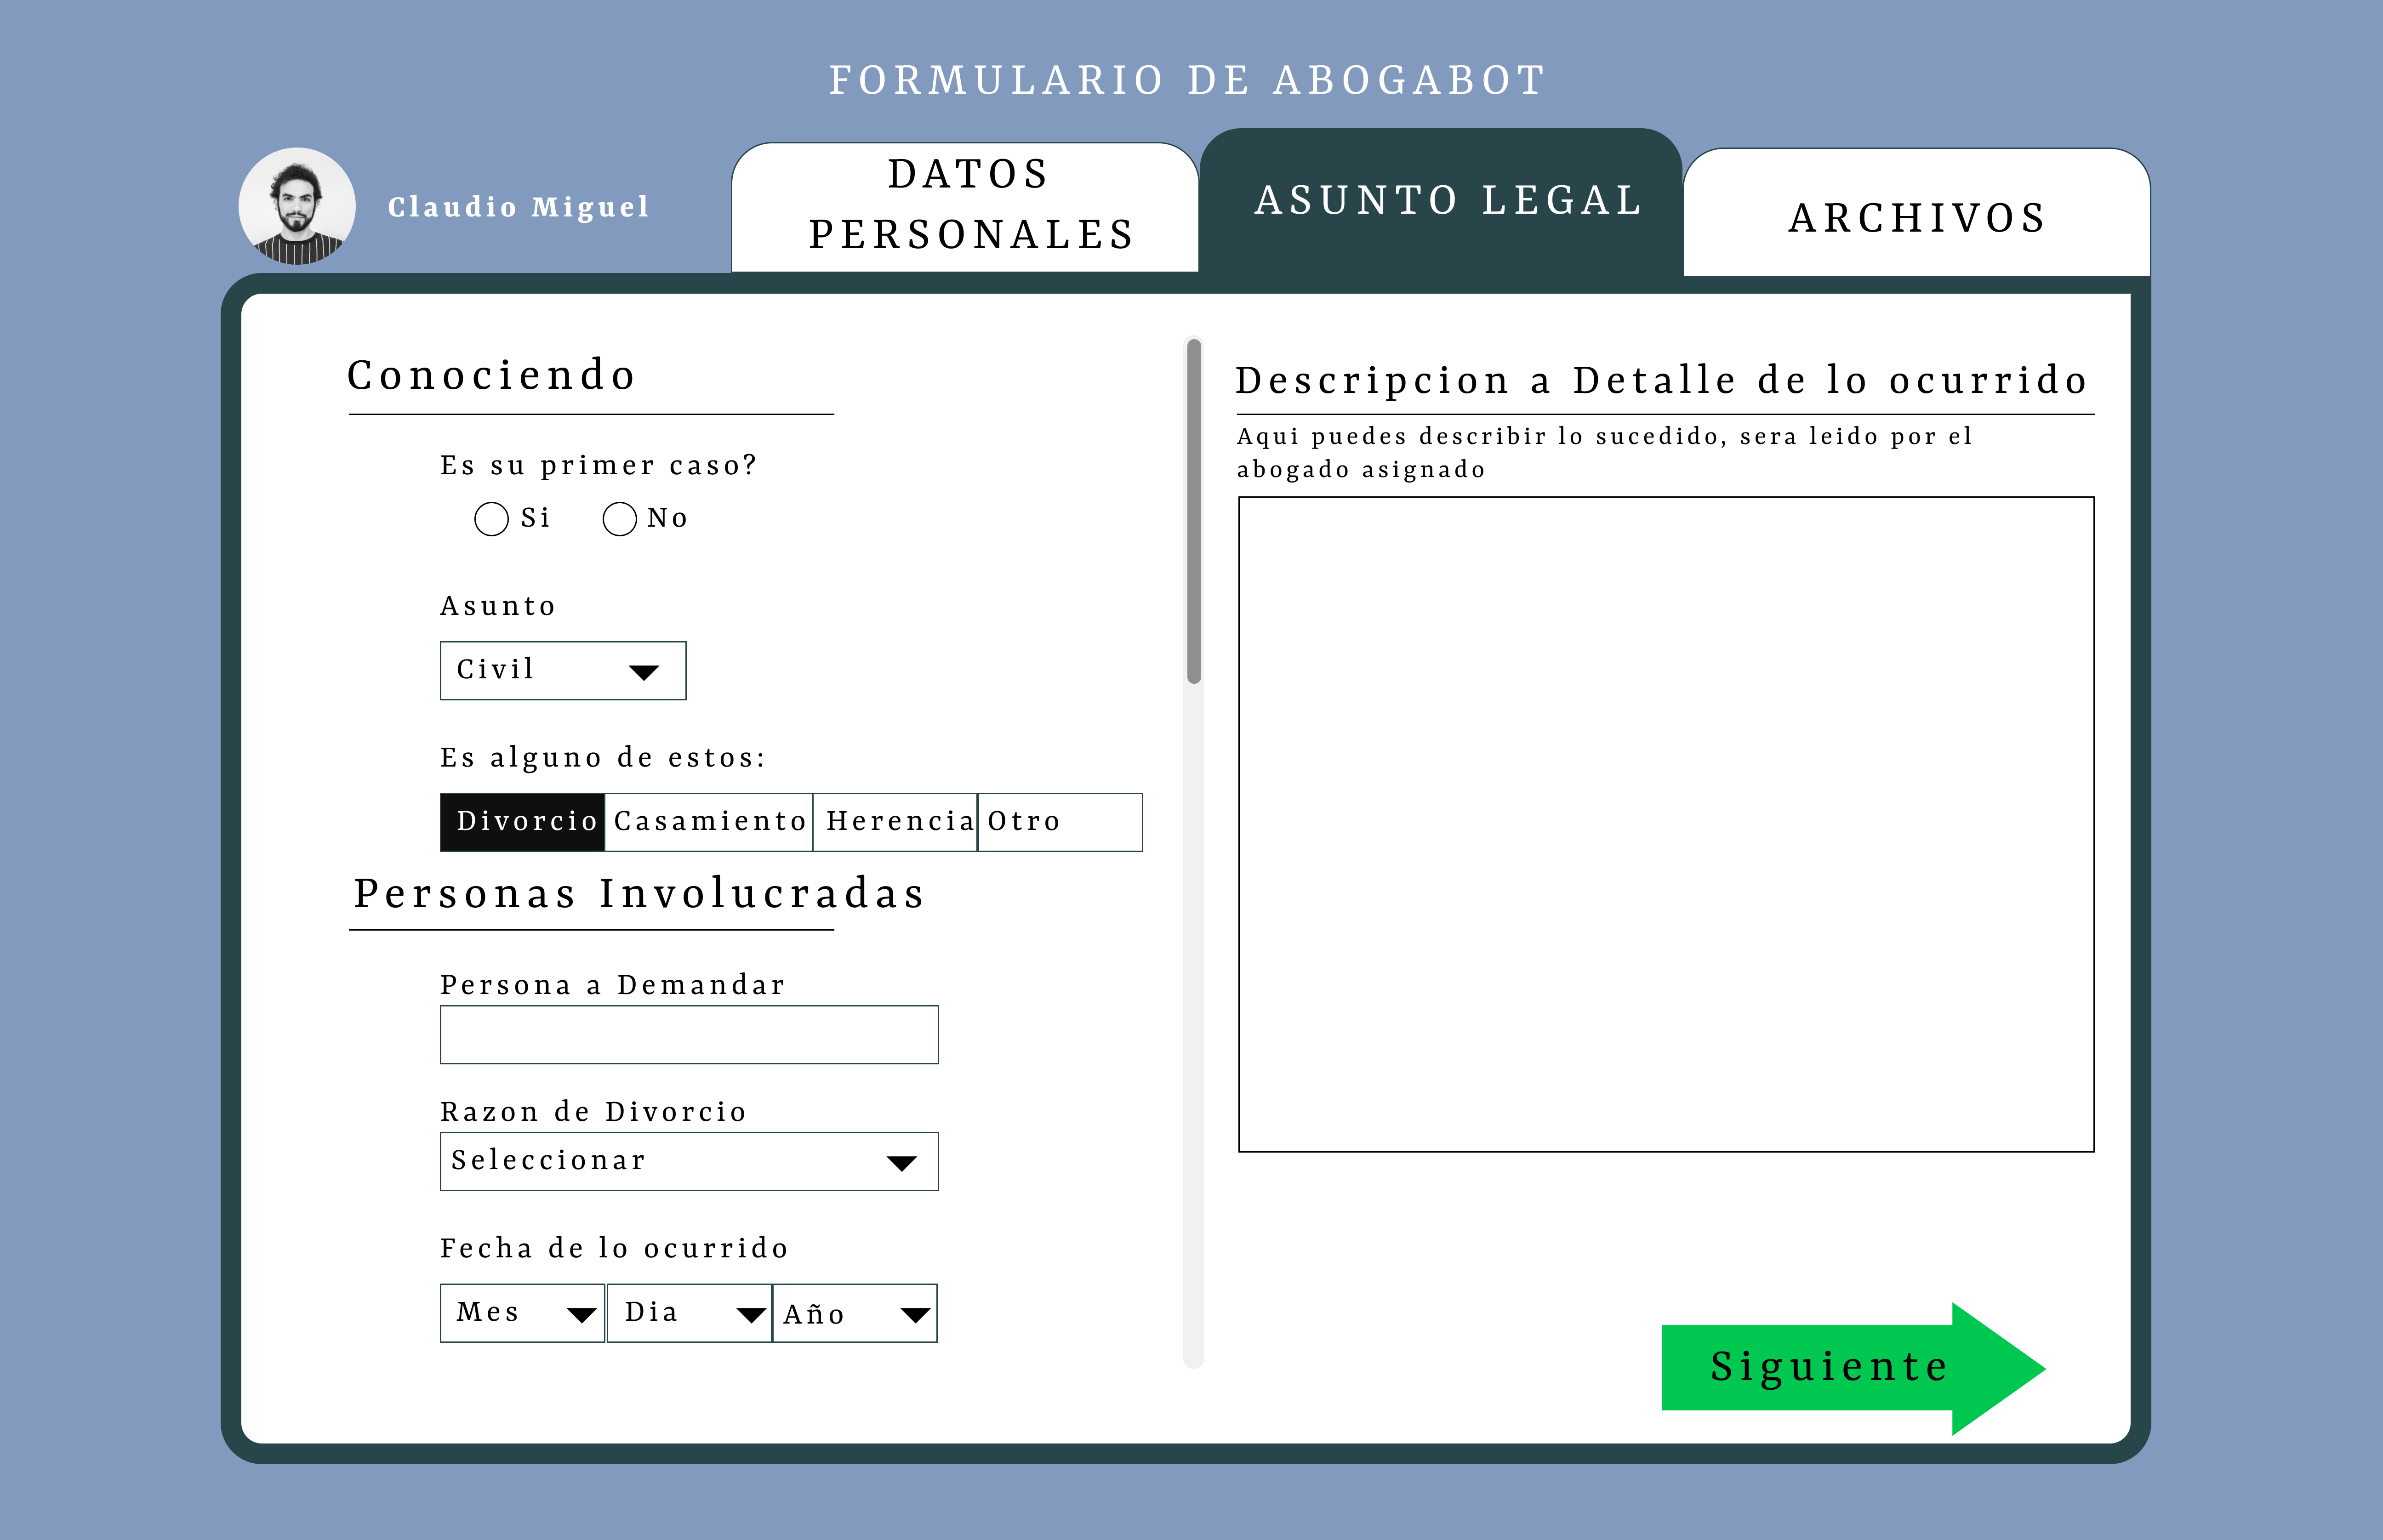 FORMULARIO DE ABOGABOT
Claudio Miguel
DATOS
PERSONALES
ASUNTO LEGAL
ARCHIVOS
Conociendo
Es su primer caso?
Si No
Asunto
Civil
Es alguno de estos:
Divorcio Casamiento Herencia Otro
Personas Involucradas
Persona a Demandar
Razon de Divorcio
Seleccionar
Fecha de lo ocurrido
Mes Dia Año
Descripcion a Detalle de lo ocurrido
Aqui puedes describir lo sucedido, sera leido por el
abogado asignado
Siguiente